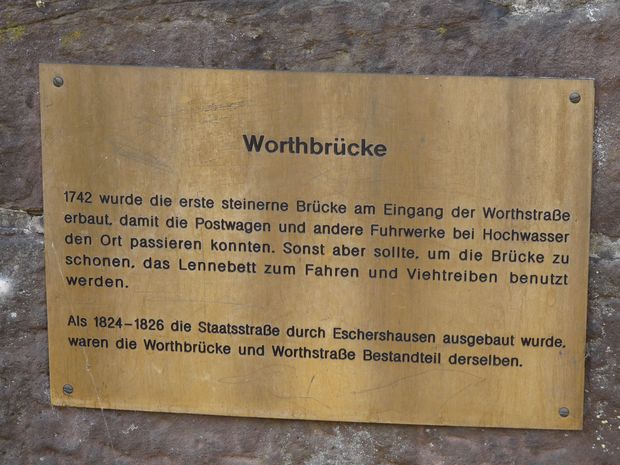 Worthbrücke
1742 wurde die erste steinerne Brücke am Eingang der Worthstraße
erbaut, damit die Postwagen und andere Fuhrwerke bei Hochwasser
den Ort passieren konnten. Sonst aber sollte, um die Brücke zu
schonen, das Lennebett zum Fahren und Viehtreiben benutzt
werden.
Als 1824–1826 die Staatsstraße durch Eschershausen ausgebaut wurde,
waren die Worthbrücke und Worthstraße Bestandteil derselben.